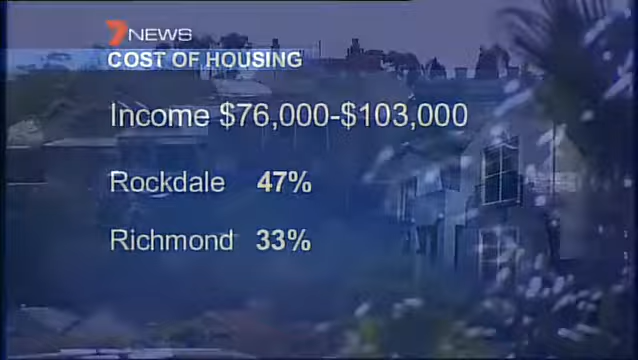 7NEWS
COST OF HOUSING
Income $76,000-$103,000
Rockdale 47%
Richmond 33%